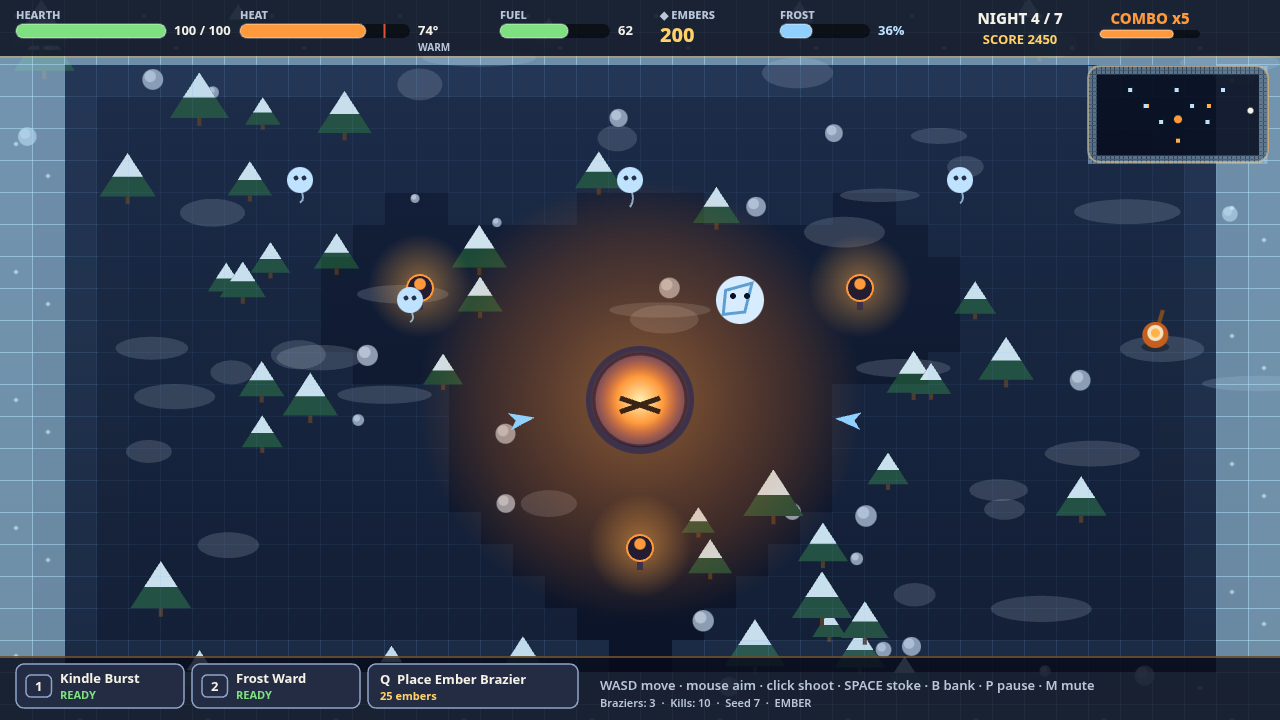 HEARTH
100 / 100
HEAT
74°
WARM
FUEL
62
◆ EMBERS
200
FROST
36%
NIGHT 4 / 7
SCORE 2450
COMBO x5
1 Kindle Burst
READY
2 Frost Ward
READY
Q Place Ember Brazier
25 embers
WASD move · mouse aim · click shoot · SPACE stoke · B bank · P pause · M mute
Braziers: 3 · Kills: 10 · Seed 7 · EMBER